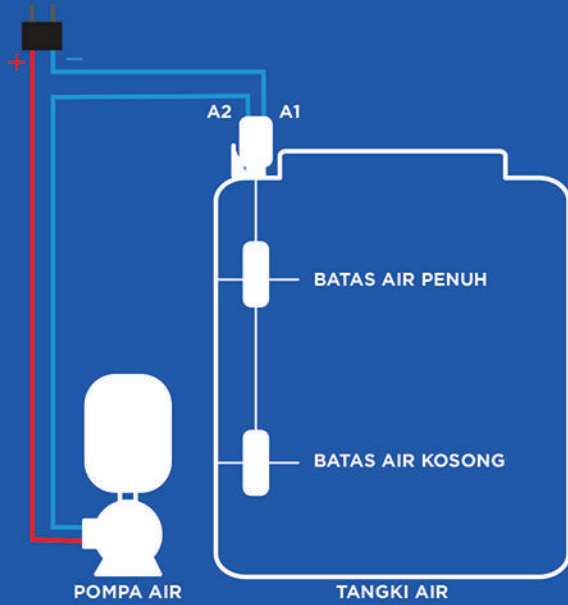 + −
A2 A1
BATAS AIR PENUH
BATAS AIR KOSONG
POMPA AIR
TANGKI AIR